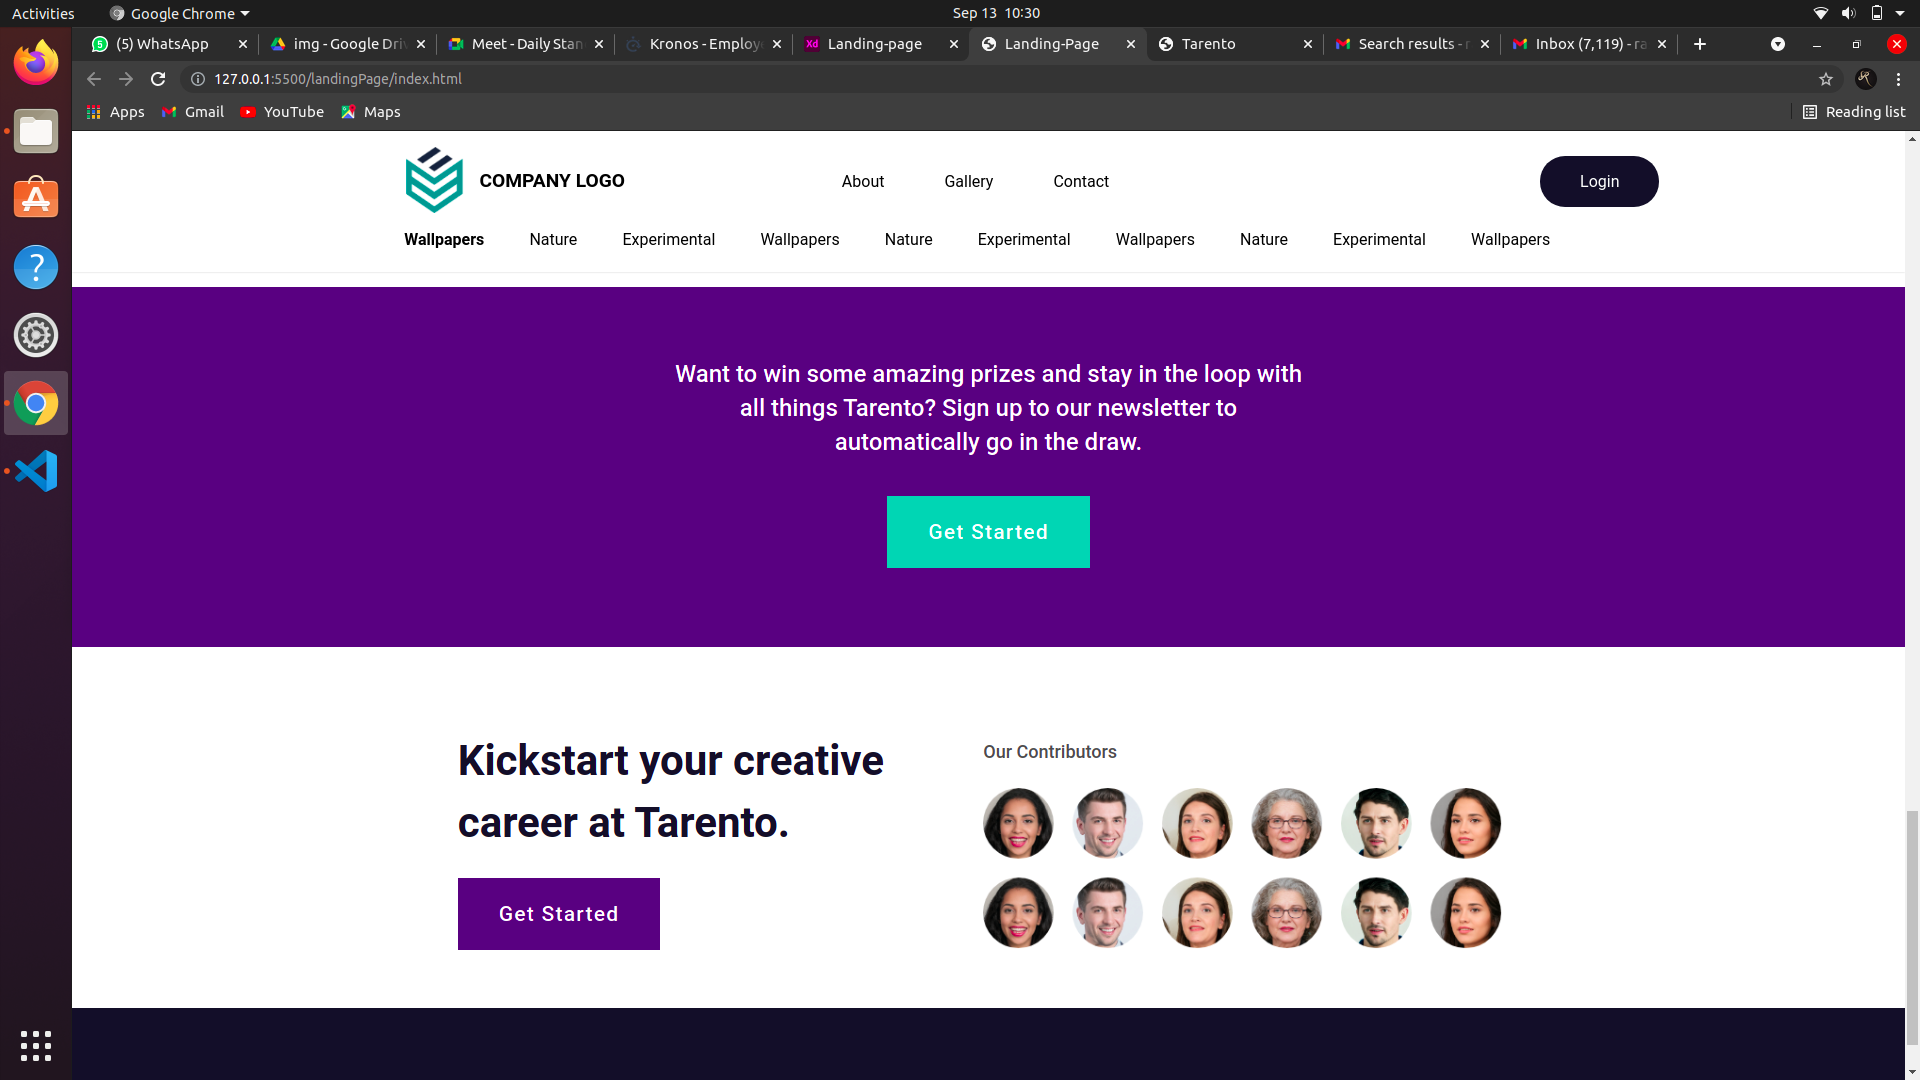 Activities Google Chrome Sep 13 10:30
(5) WhatsApp img - Google Dri Meet - Daily Stan Kronos - Employ Xd Landing-page Landing-Page Tarento Search results - r Inbox (7,119) - ra
127.0.0.1:5500/landingPage/index.html
Apps Gmail YouTube Maps Reading list
COMPANY LOGO About Gallery Contact Login
Wallpapers Nature Experimental Wallpapers Nature Experimental Wallpapers Nature Experimental Wallpapers
Want to win some amazing prizes and stay in the loop with
all things Tarento? Sign up to our newsletter to
automatically go in the draw.
Get Started
Kickstart your creative
career at Tarento.
Get Started
Our Contributors